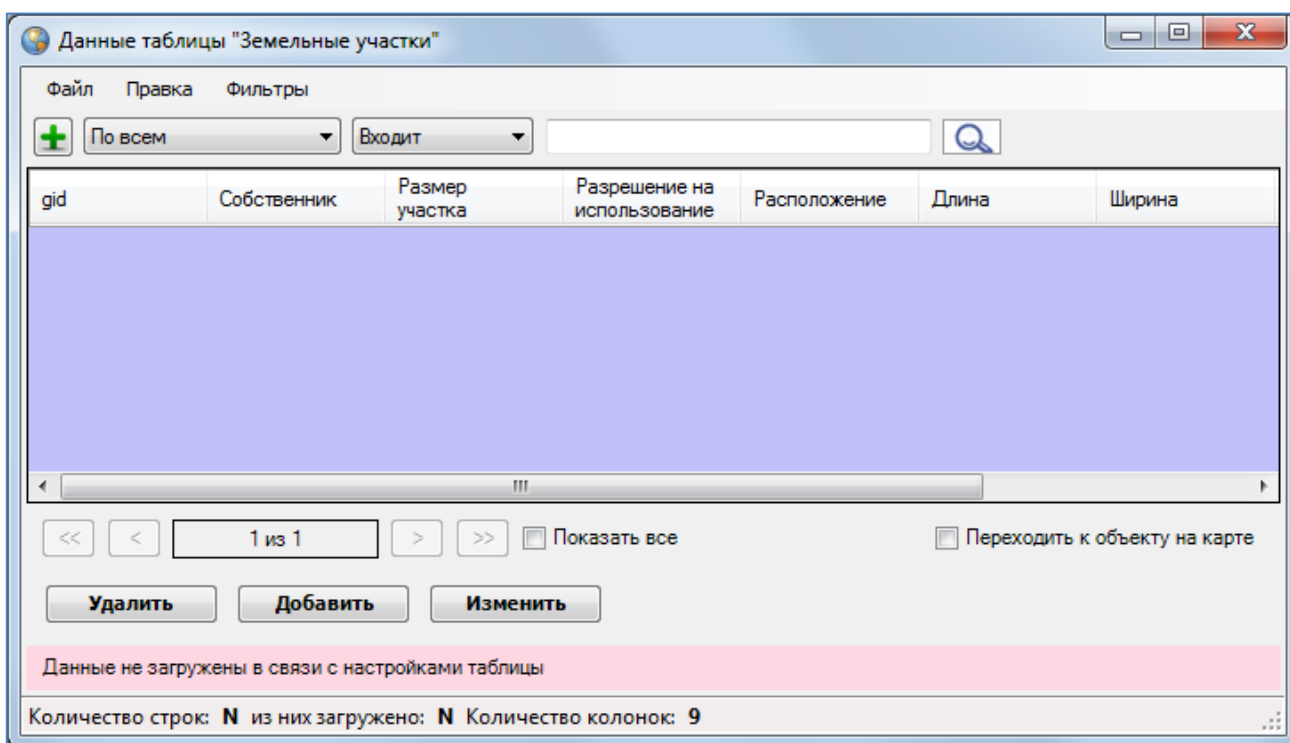 Данные таблицы "Земельные участки"
Файл Правка Фильтры
По всем Входит
gid Собственник Размер участка Разрешение на использование Расположение Длина Ширина
<< < 1 из 1 > >> Показать все Переходить к объекту на карте
Удалить Добавить Изменить
Данные не загружены в связи с настройками таблицы
Количество строк: N из них загружено: N Количество колонок: 9